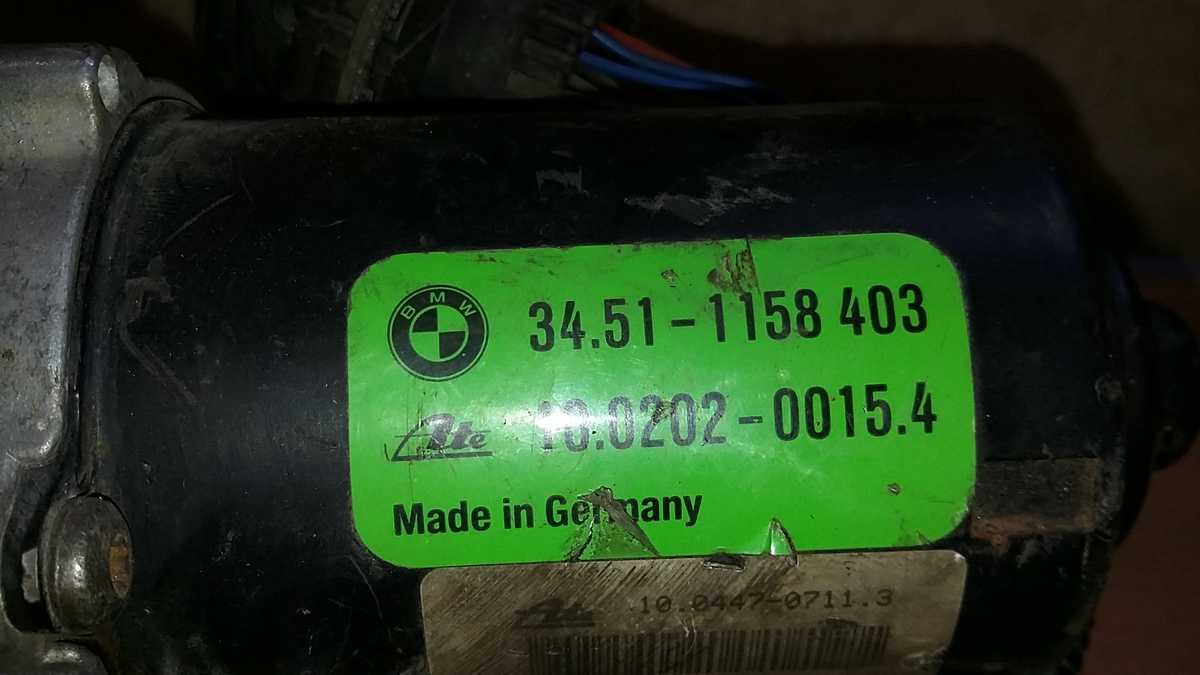 BMW 34.51-1158 403
Ate 10.0202-0015.4
Made in Germany
Ate 10.0447-0711.3